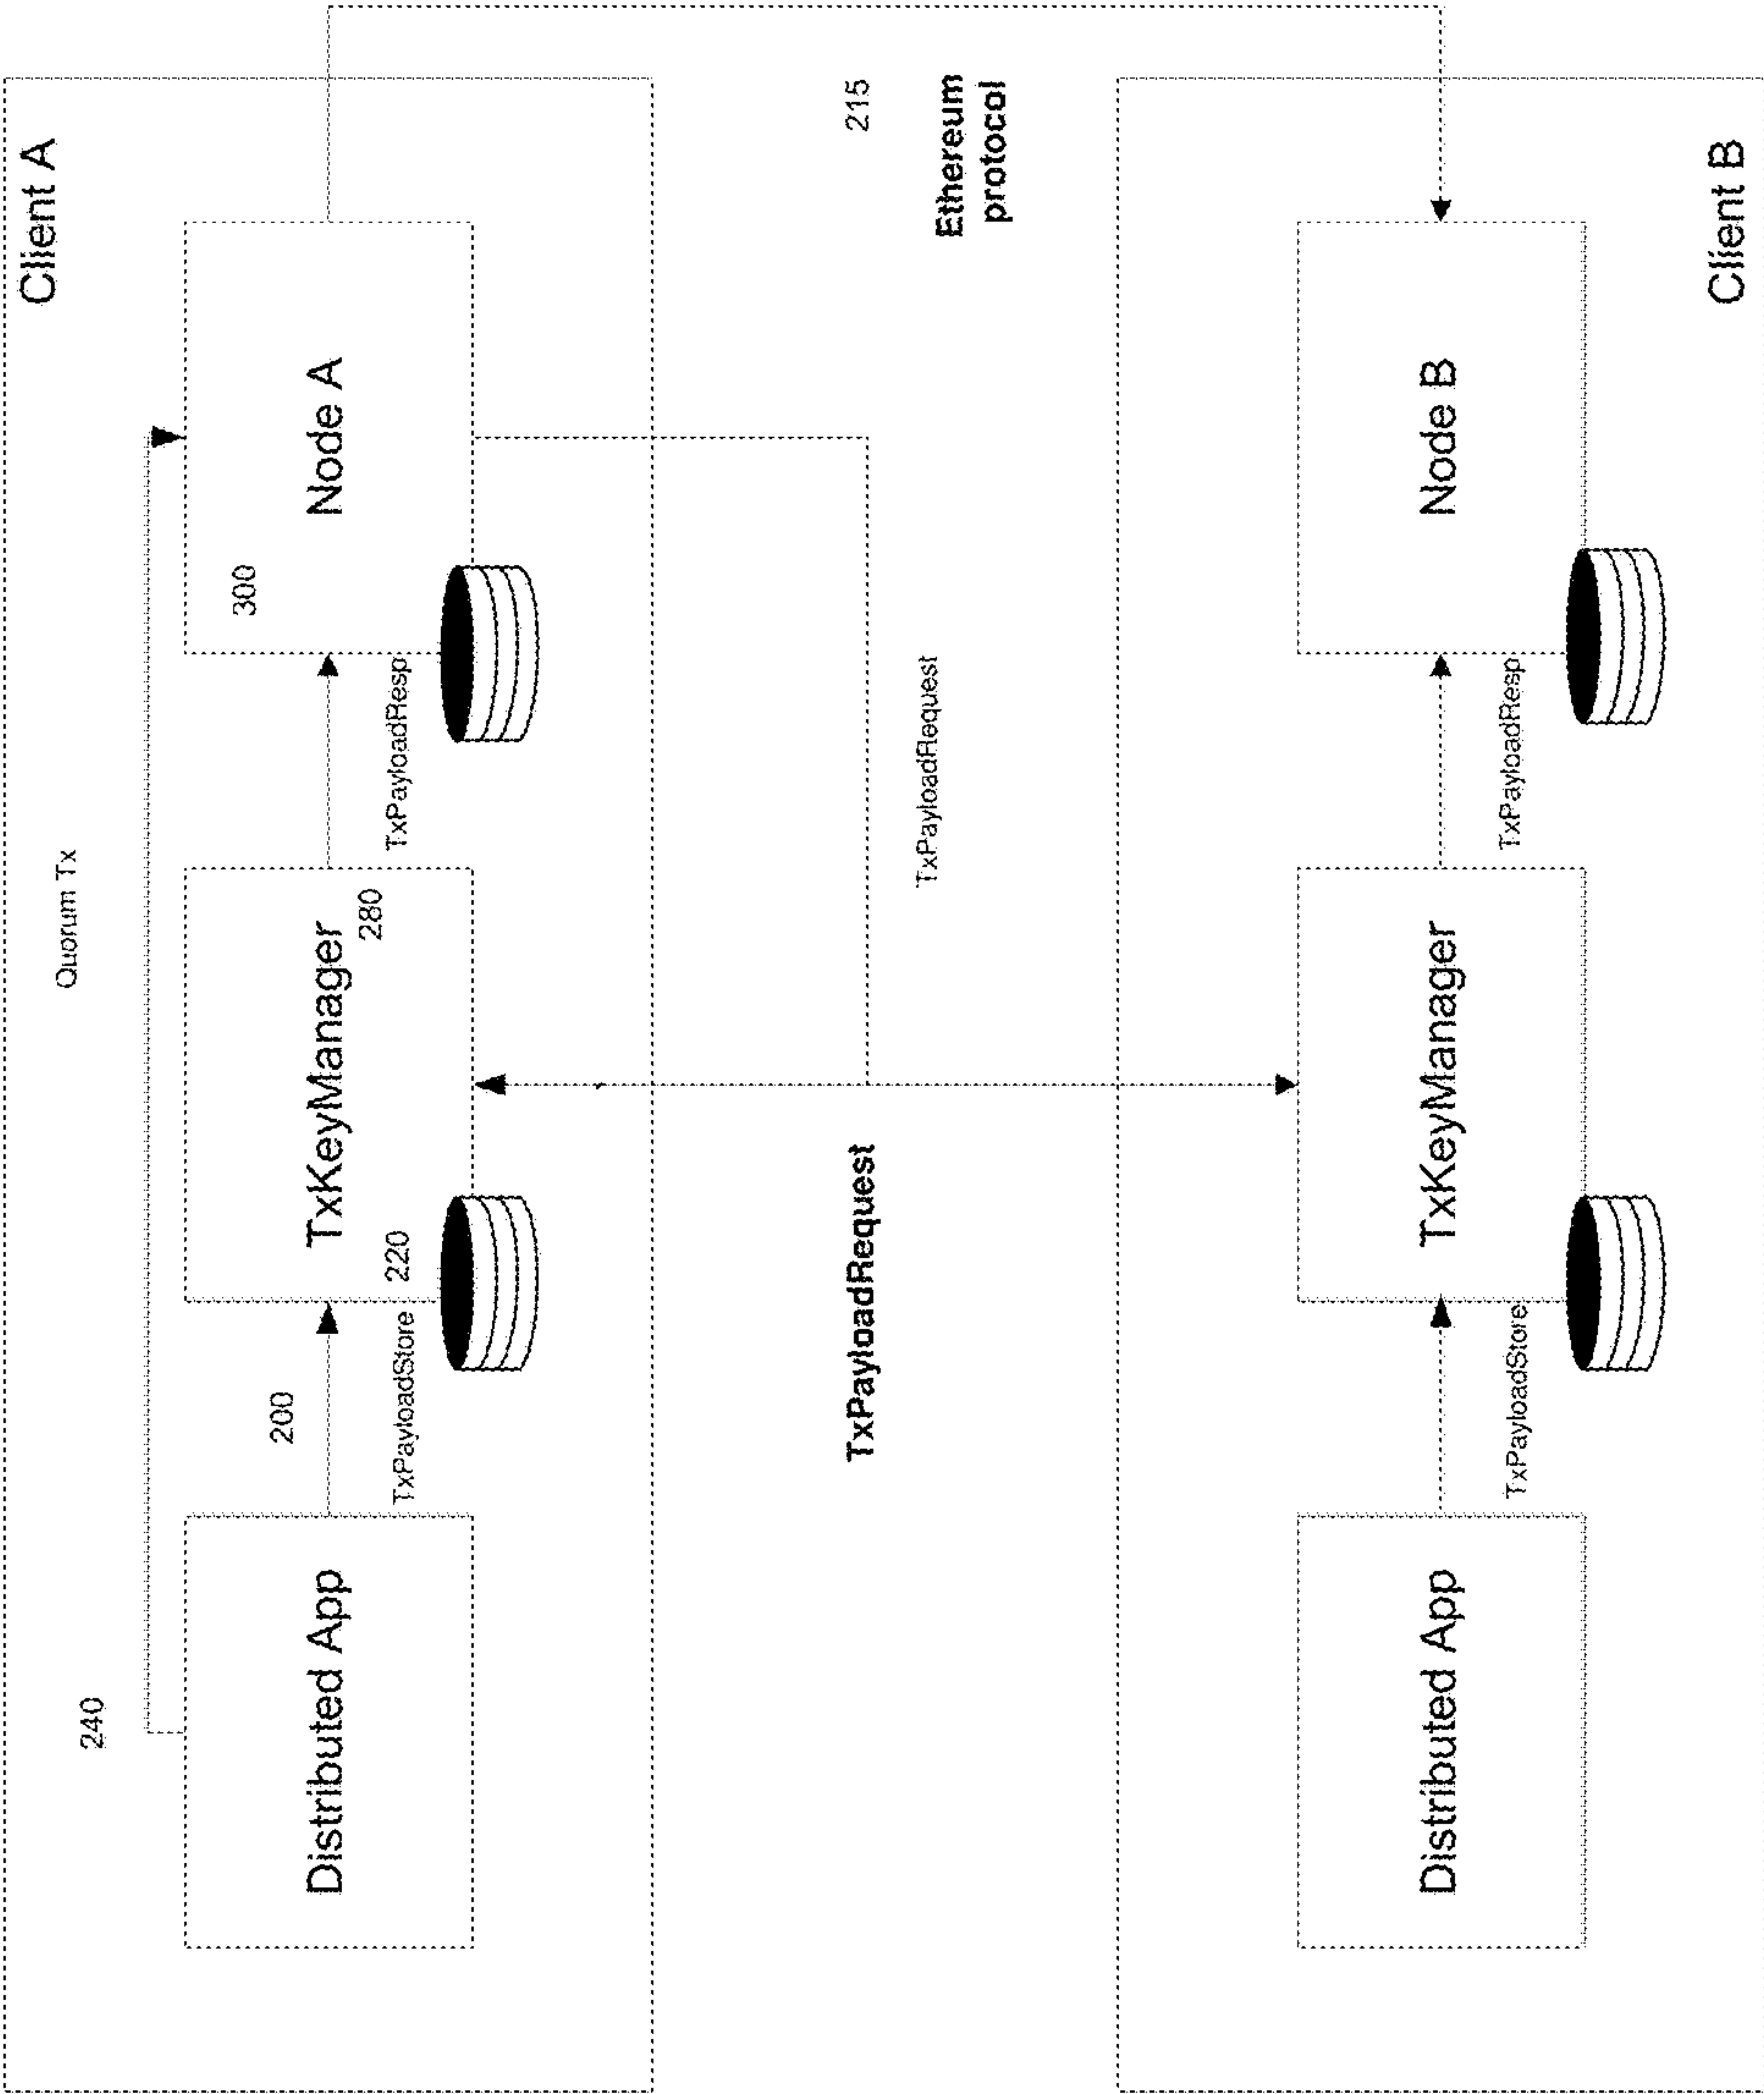 Client A
Quorum Tx
240
Distributed App
200
TxPayloadStore
220
TxKeyManager
280
TxPayloadResp
300
Node A
TxPayloadRequest
TxPayloadRequest
215
Ethereum
protocol
Distributed App
TxPayloadStore
TxKeyManager
TxPayloadResp
Node B
Client B